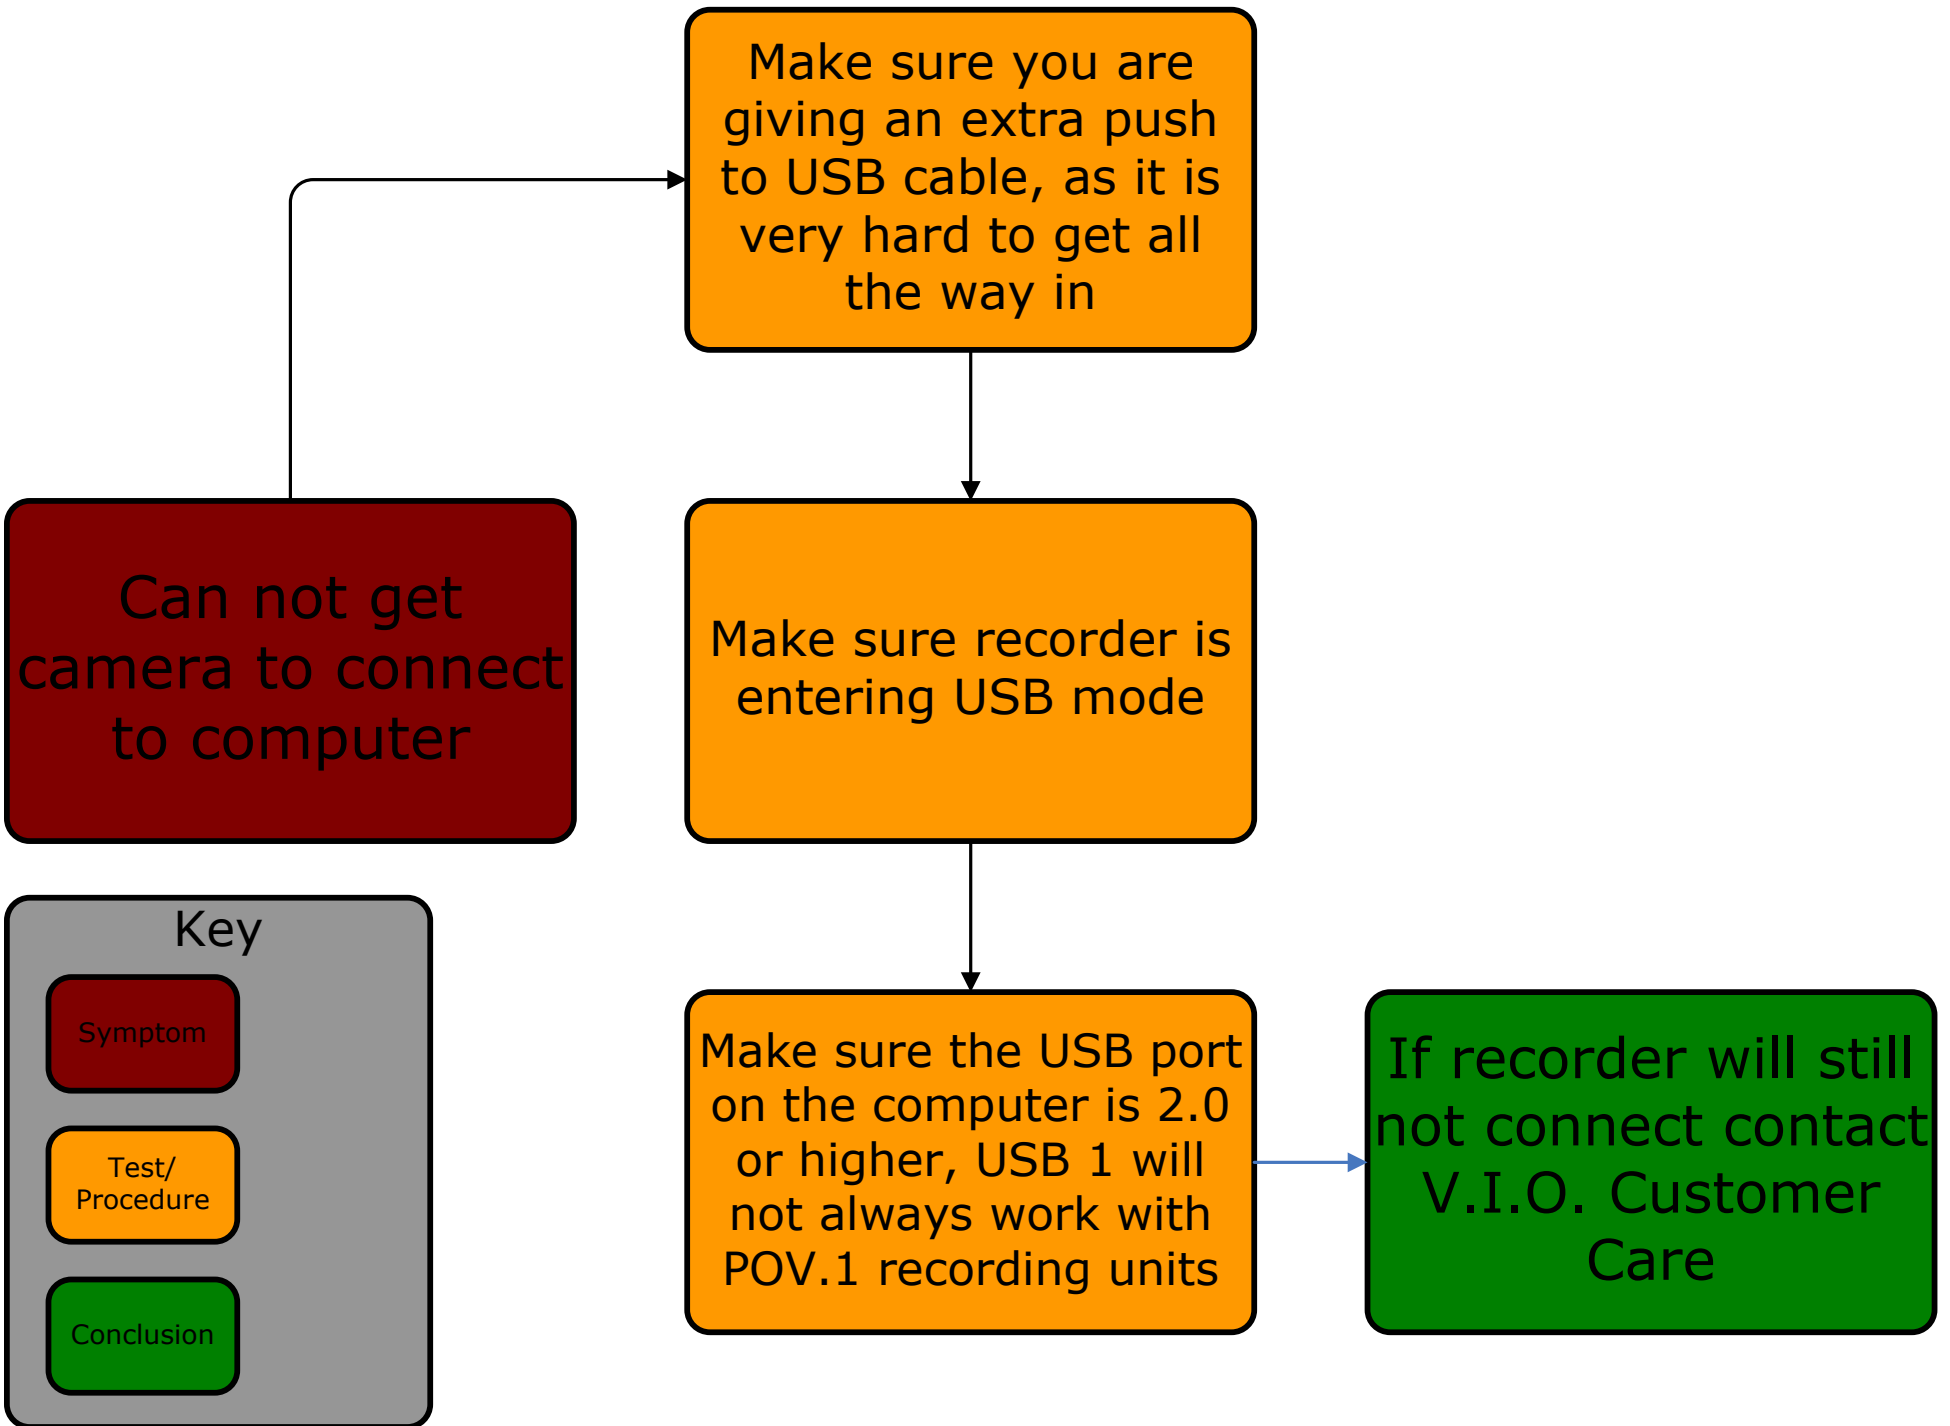 Make sure you are
giving an extra push
to USB cable, as it is
very hard to get all
the way in
Can not get
camera to connect
to computer
Make sure recorder is
entering USB mode
Key
Symptom
Test/
Procedure
Conclusion
Make sure the USB port
on the computer is 2.0
or higher, USB 1 will
not always work with
POV.1 recording units
If recorder will still
not connect contact
V.I.O. Customer
Care